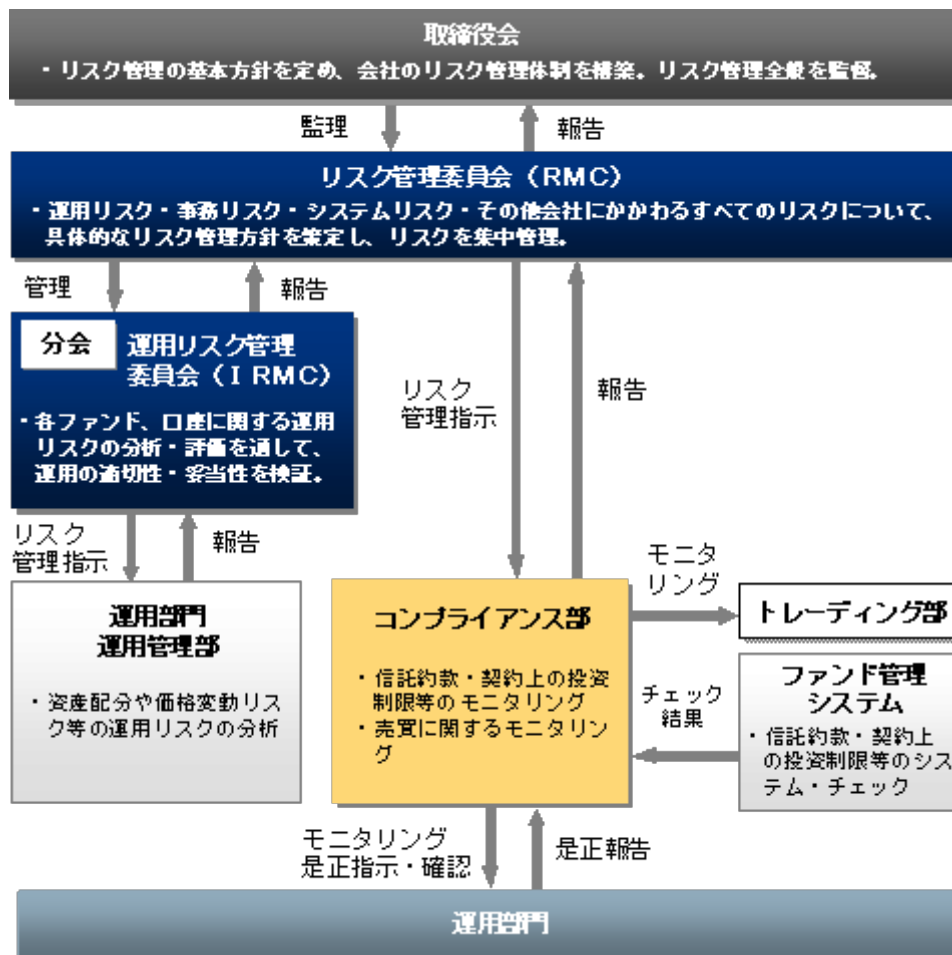 取締役会
・リスク管理の基本方針を定め、会社のリスク管理体制を構築。リスク管理全般を監督。
監理
報告
リスク管理委員会（RMC）
・運用リスク・事務リスク・システムリスク・その他会社にかかわるすべてのリスクについて、
具体的なリスク管理方針を策定し、リスクを集中管理。
管理
報告
分会
運用リスク管理
委員会（IRMC）
・各ファンド、口座に関する運用
リスクの分析・評価を通して、
運用の適切性・妥当性を検証。
リスク
管理指示
報告
リスク
管理指示
報告
運用部門
運用管理部
・資産配分や価格変動リス
ク等の運用リスクの分析
コンプライアンス部
・信託約款・契約上の投資
制限等のモニタリング
・売買に関するモニタリン
グ
モニタ
リング
トレーディング部
チェック
結果
ファンド管理
システム
・信託約款・契約上
の投資制限等のシス
テム・チェック
モニタリング
是正指示・確認
是正報告
運用部門